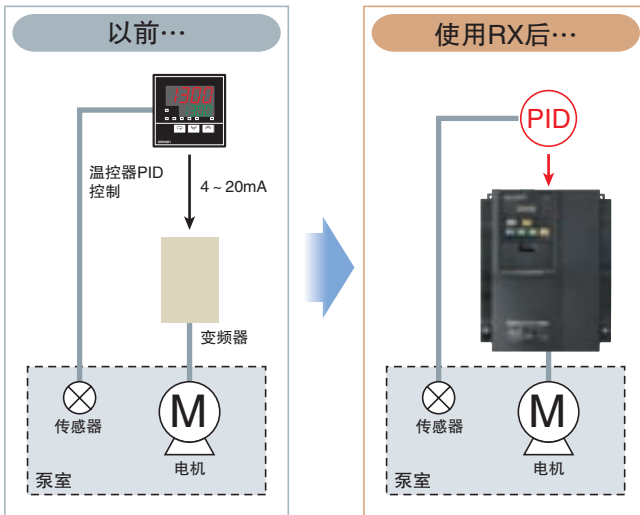 以前…
1300
温控器PID
控制
4~20mA
变频器
M
传感器
电机
泵室
使用RX后…
PID
M
传感器
电机
泵室